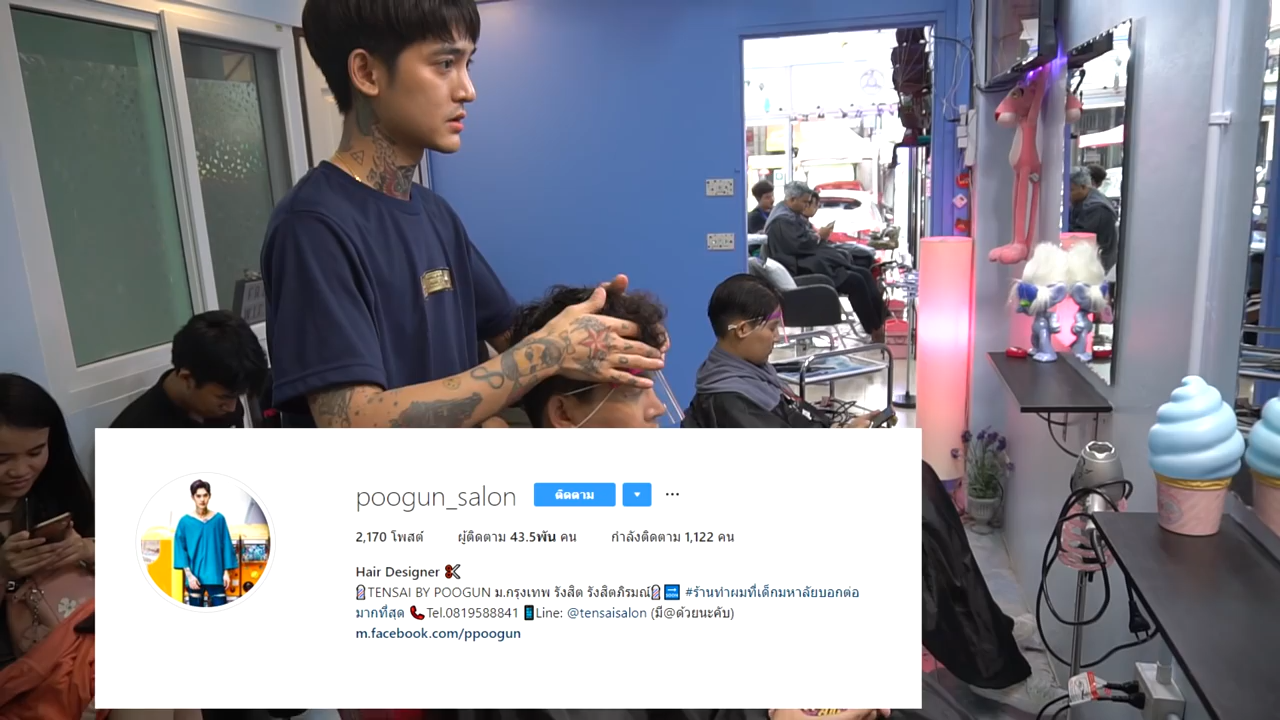 poogun_salon ติดตาม
2,170 โพสต์ ผู้ติดตาม 43.5พัน คน กำลังติดตาม 1,122 คน
Hair Designer
TENSAI BY POOGUN ม.กรุงเทพ รังสิต รังสิตภิรมณ์ #ร้านทำผมที่เด็กมหาลัยบอกต่อ
มากที่สุด Tel.0819588841 Line: @tensaisalon (มี@ด้วยนะคับ)
m.facebook.com/ppoogun